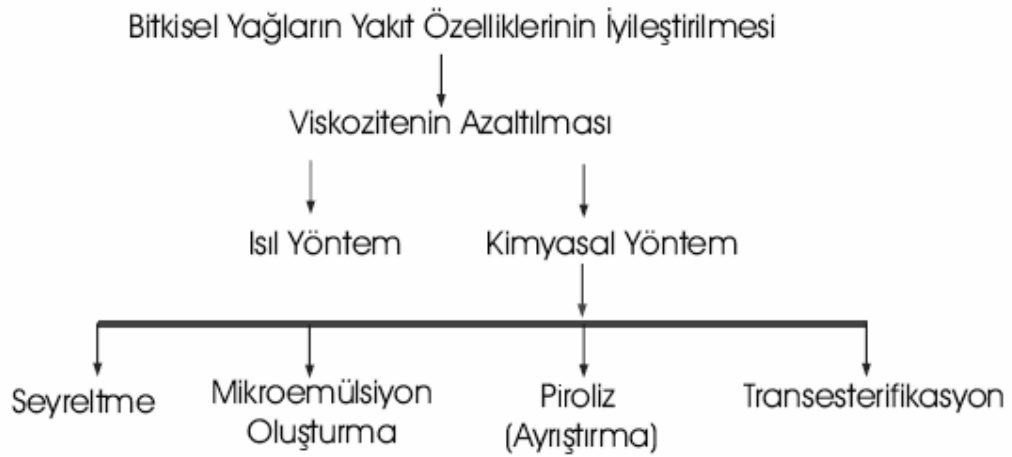 Bitkisel Yağların Yakıt Özelliklerinin İyileştirilmesi
Viskozitenin Azaltılması
Isıl Yöntem
Kimyasal Yöntem
Seyreltme
Mikroemülsiyon
Oluşturma
Piroliz
(Ayrıştırma)
Transesterifikasyon